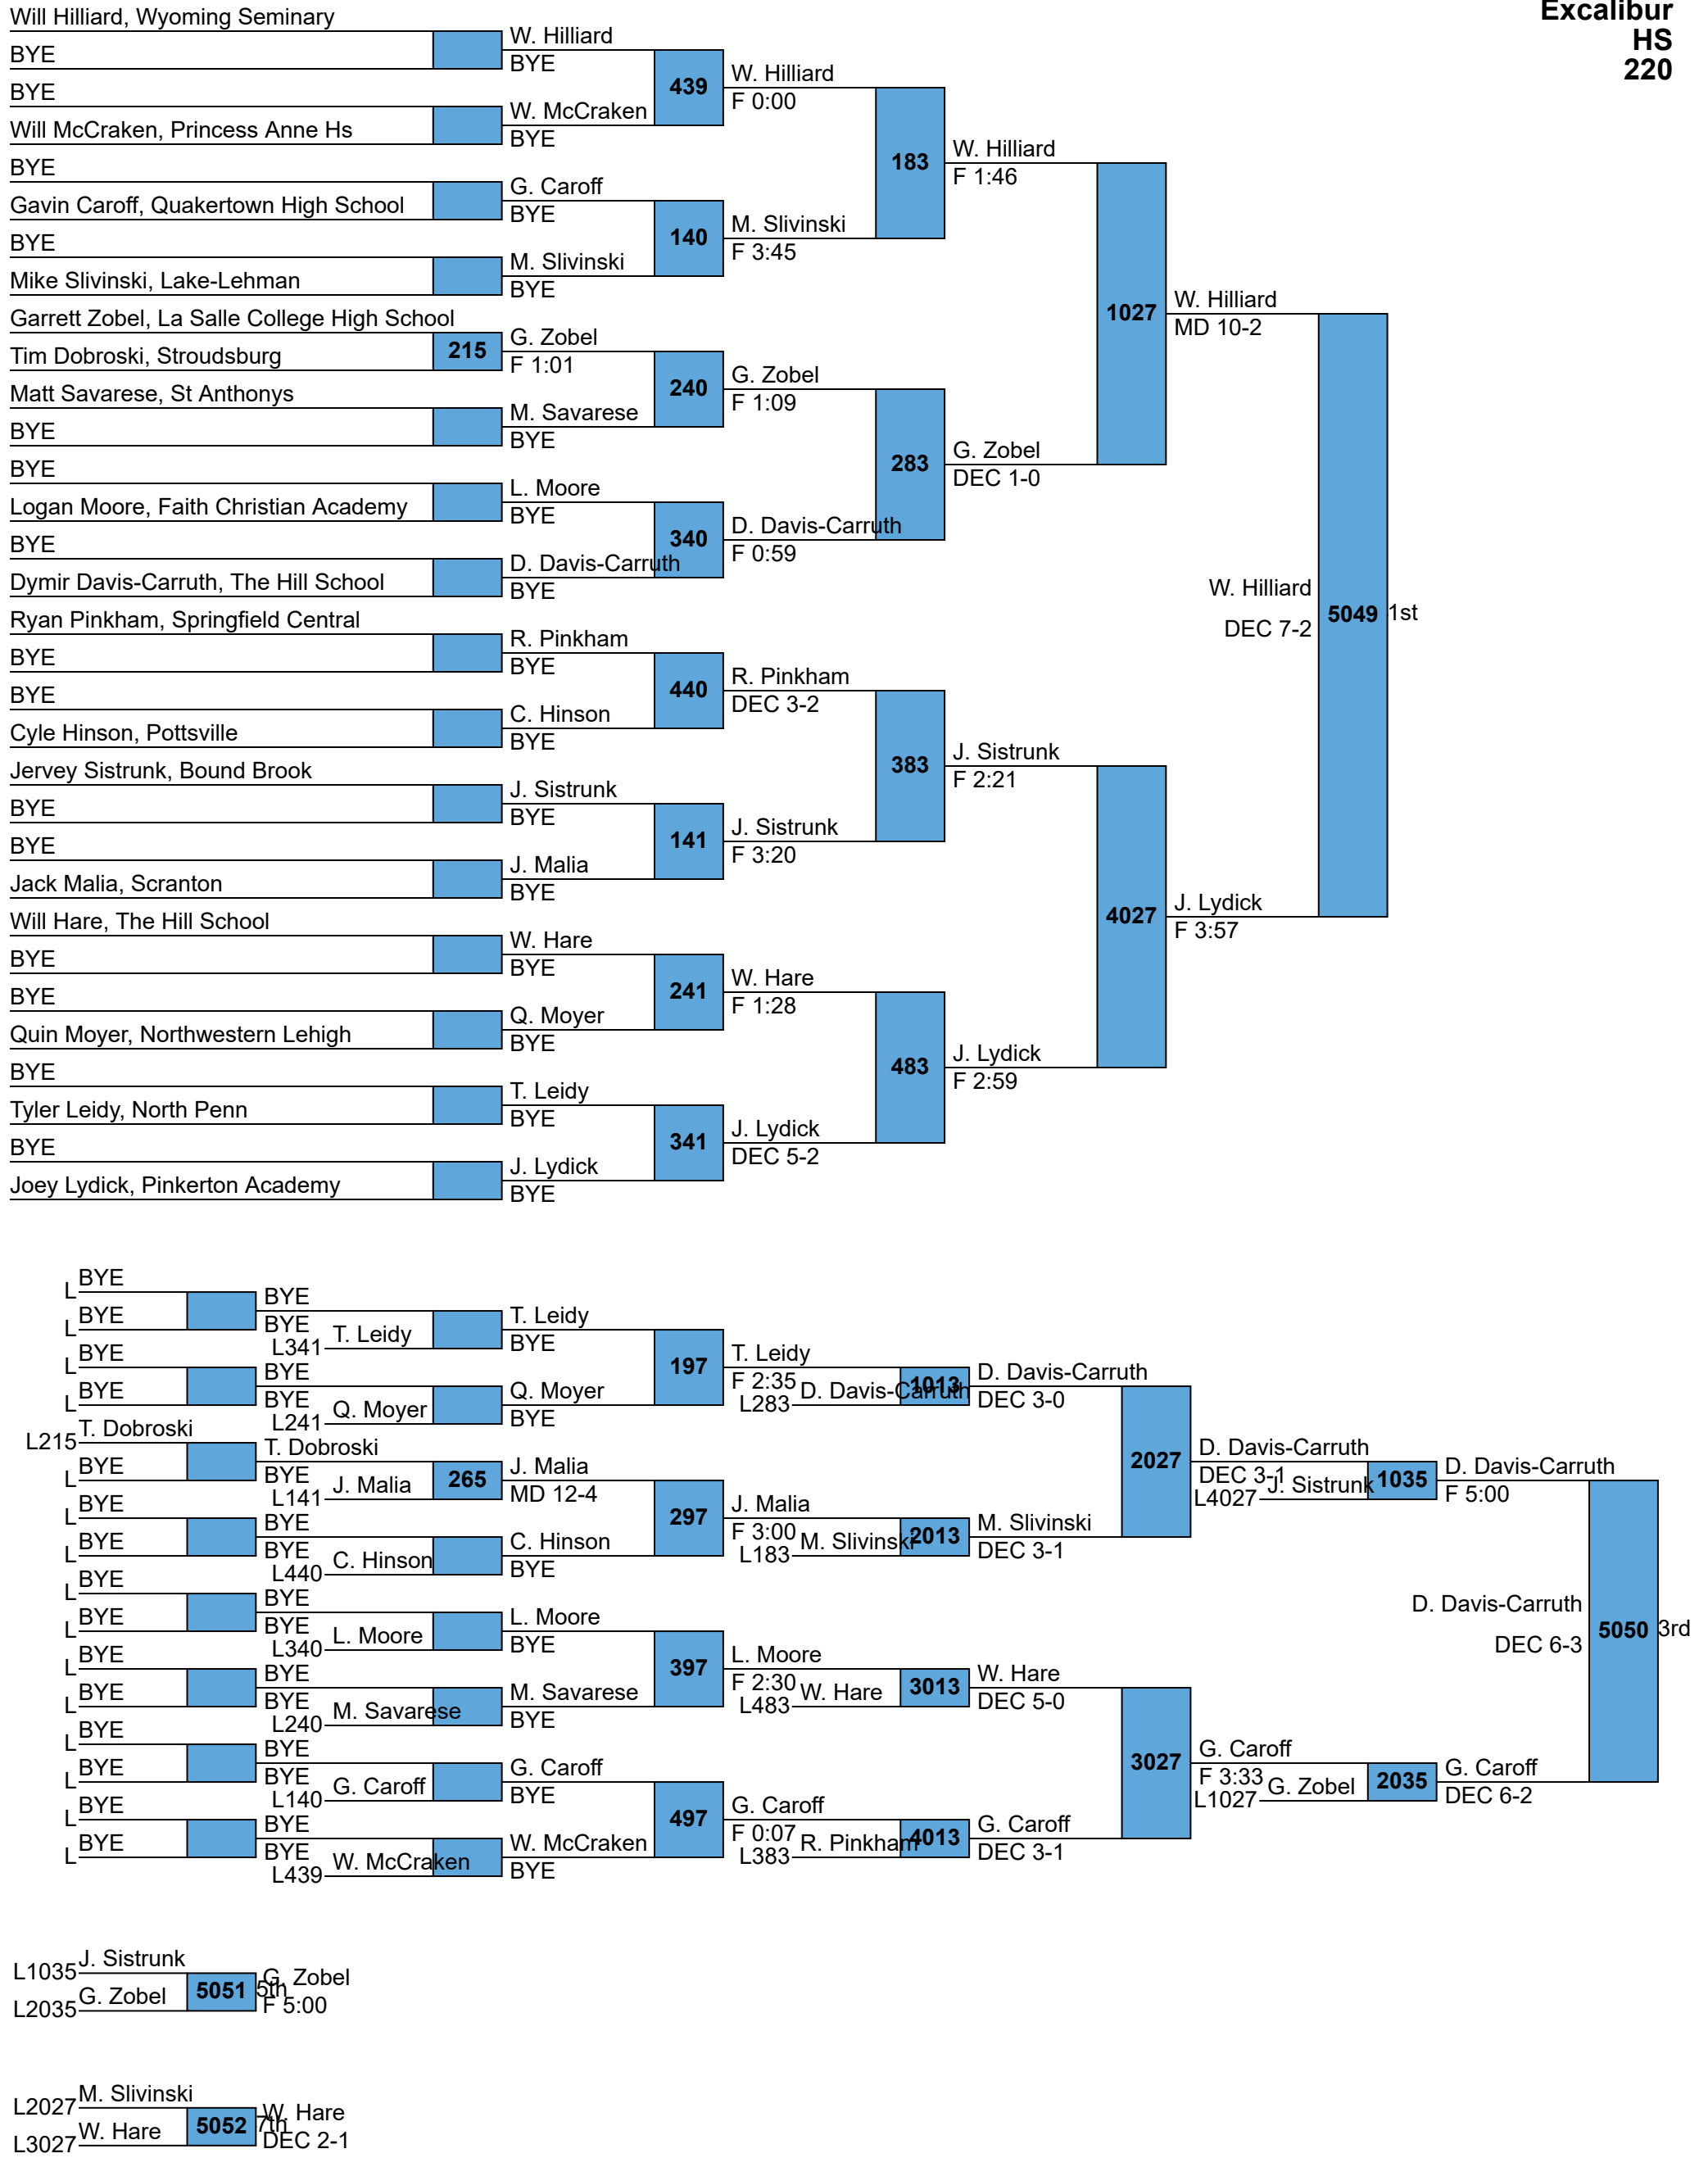 Excalibur
HS
220
Will Hilliard, Wyoming Seminary
BYE
BYE
Will McCraken, Princess Anne Hs
BYE
Gavin Caroff, Quakertown High School
BYE
Mike Slivinski, Lake-Lehman
Garrett Zobel, La Salle College High School
Tim Dobroski, Stroudsburg
215
Matt Savarese, St Anthonys
BYE
BYE
Logan Moore, Faith Christian Academy
BYE
Dymir Davis-Carruth, The Hill School
Ryan Pinkham, Springfield Central
BYE
BYE
Cyle Hinson, Pottsville
Jervey Sistrunk, Bound Brook
BYE
BYE
Jack Malia, Scranton
Will Hare, The Hill School
BYE
BYE
Quin Moyer, Northwestern Lehigh
BYE
Tyler Leidy, North Penn
BYE
Joey Lydick, Pinkerton Academy
W. Hilliard
BYE
439
W. McCraken
BYE
G. Caroff
BYE
140
M. Slivinski
BYE
G. Zobel
F 1:01
240
M. Savarese
BYE
L. Moore
BYE
340
D. Davis-Carruth
BYE
R. Pinkham
BYE
440
C. Hinson
BYE
J. Sistrunk
BYE
141
J. Malia
BYE
W. Hare
BYE
241
Q. Moyer
BYE
T. Leidy
BYE
341
J. Lydick
BYE
W. Hilliard
F 0:00
183
M. Slivinski
F 3:45
G. Zobel
F 1:09
283
D. Davis-Carruth
F 0:59
R. Pinkham
DEC 3-2
383
J. Sistrunk
F 3:20
W. Hare
F 1:28
483
J. Lydick
DEC 5-2
W. Hilliard
F 1:46
1027
G. Zobel
DEC 1-0
J. Sistrunk
F 2:21
4027
J. Lydick
F 2:59
W. Hilliard
MD 10-2
W. Hilliard
DEC 7-2
5049 1st
J. Lydick
F 3:57
L BYE
L BYE
L BYE
L BYE
L215 T. Dobroski
L BYE
L BYE
L BYE
L BYE
L BYE
L BYE
L BYE
L BYE
L BYE
L BYE
L BYE
BYE
BYE
L341 T. Leidy
BYE
BYE
L241 Q. Moyer
T. Dobroski
BYE
L141 J. Malia
265
BYE
BYE
L440 C. Hinson
BYE
BYE
L340 L. Moore
BYE
BYE
L240 M. Savarese
BYE
BYE
L140 G. Caroff
BYE
BYE
L439 W. McCraken
T. Leidy
BYE
197
Q. Moyer
BYE
J. Malia
MD 12-4
297
C. Hinson
BYE
L. Moore
BYE
397
M. Savarese
BYE
G. Caroff
BYE
497
W. McCraken
BYE
T. Leidy
F 2:35
L283 D. Davis-Carruth
1013
J. Malia
F 3:00
L183 M. Slivinski
2013
L. Moore
F 2:30
L483 W. Hare
3013
G. Caroff
F 0:07
L383 R. Pinkham
4013
D. Davis-Carruth
DEC 3-0
2027
M. Slivinski
DEC 3-1
W. Hare
DEC 5-0
3027
G. Caroff
DEC 3-1
D. Davis-Carruth
DEC 3-1
L4027 J. Sistrunk
1035
G. Caroff
F 3:33
L1027 G. Zobel
2035
D. Davis-Carruth
F 5:00
D. Davis-Carruth
DEC 6-3
5050 3rd
G. Caroff
DEC 6-2
L1035 J. Sistrunk
L2035 G. Zobel
5051 5th
G. Zobel
F 5:00
L2027 M. Slivinski
L3027 W. Hare
5052 7th
W. Hare
DEC 2-1